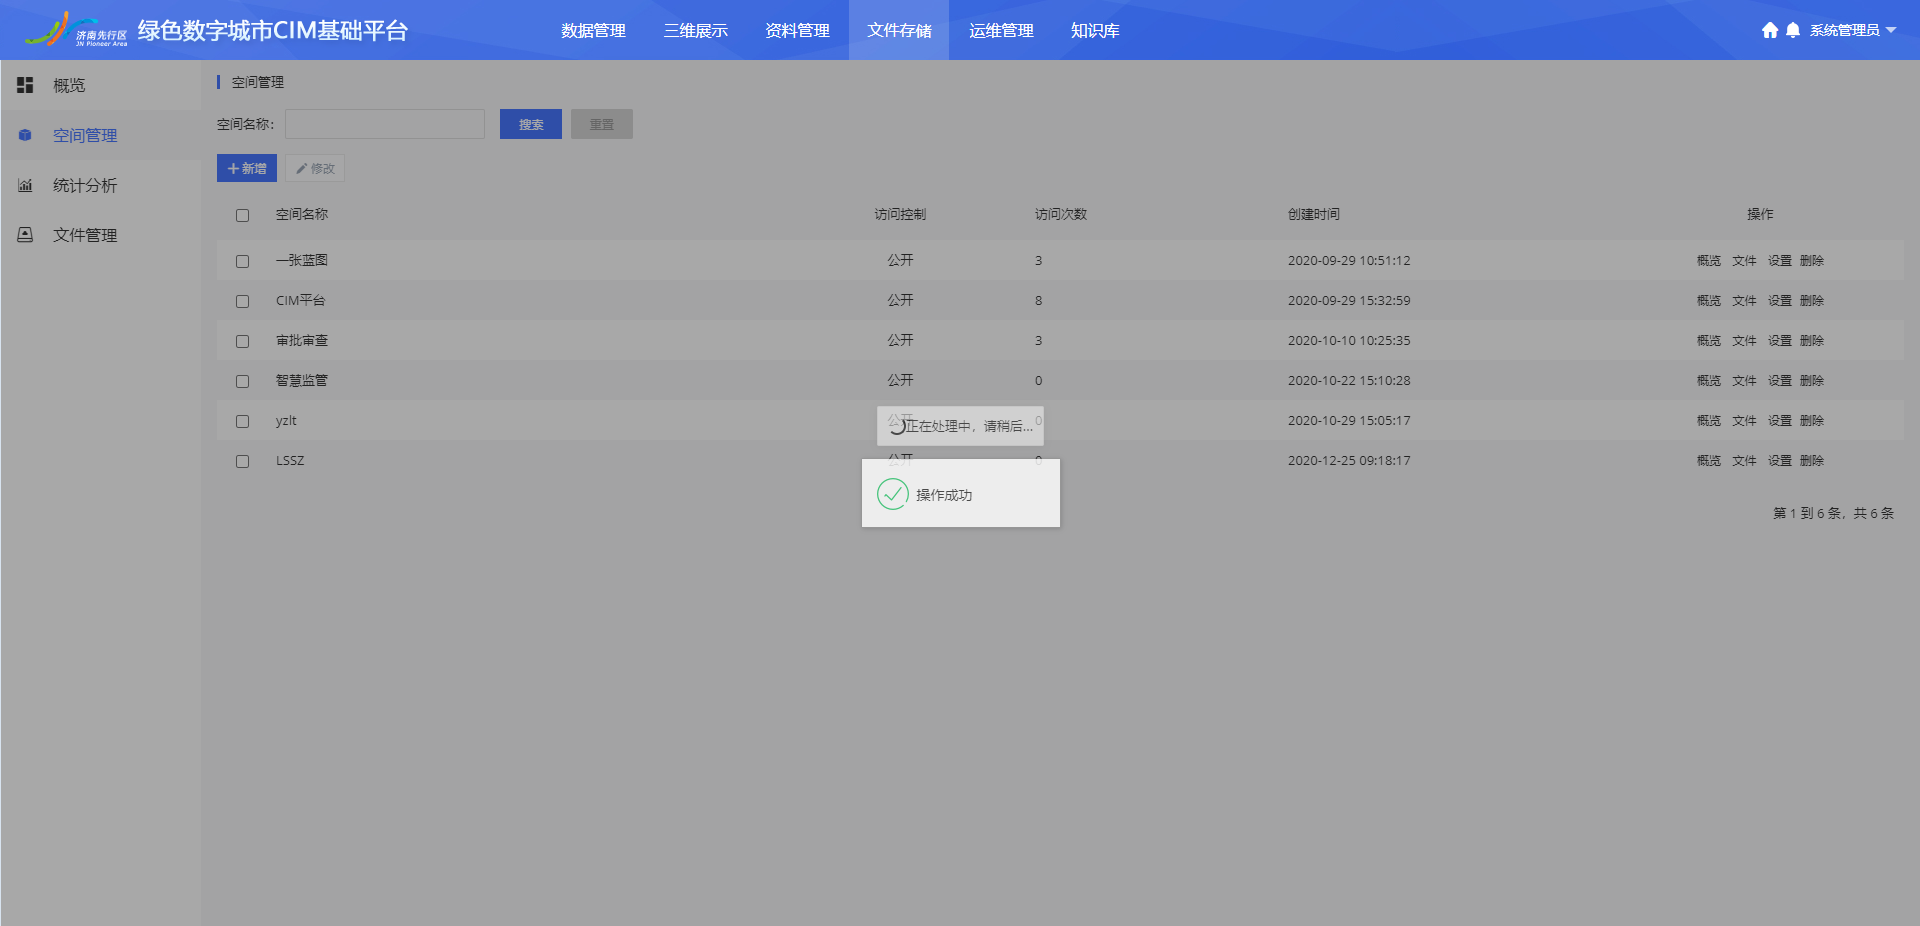 济南先行区
JN Pioneer Area
绿色数字城市CIM基础平台
数据管理 三维展示 资料管理 文件存储 运维管理 知识库
系统管理员
概览
空间管理
统计分析
文件管理
空间管理
空间名称: 搜索 重置
新增 修改
空间名称 访问控制 访问次数 创建时间 操作
一张蓝图 公开 3 2020-09-29 10:51:12 概览 文件 设置 删除
CIM平台 公开 8 2020-09-29 15:32:59 概览 文件 设置 删除
审批审查 公开 3 2020-10-10 10:25:35 概览 文件 设置 删除
智慧监管 公开 0 2020-10-22 15:10:28 概览 文件 设置 删除
yzlt 公开 0 2020-10-29 15:05:17 概览 文件 设置 删除
正在处理中，请稍后...
LSSZ 公开 0 2020-12-25 09:18:17 概览 文件 设置 删除
操作成功
第 1 到 6 条，共 6 条